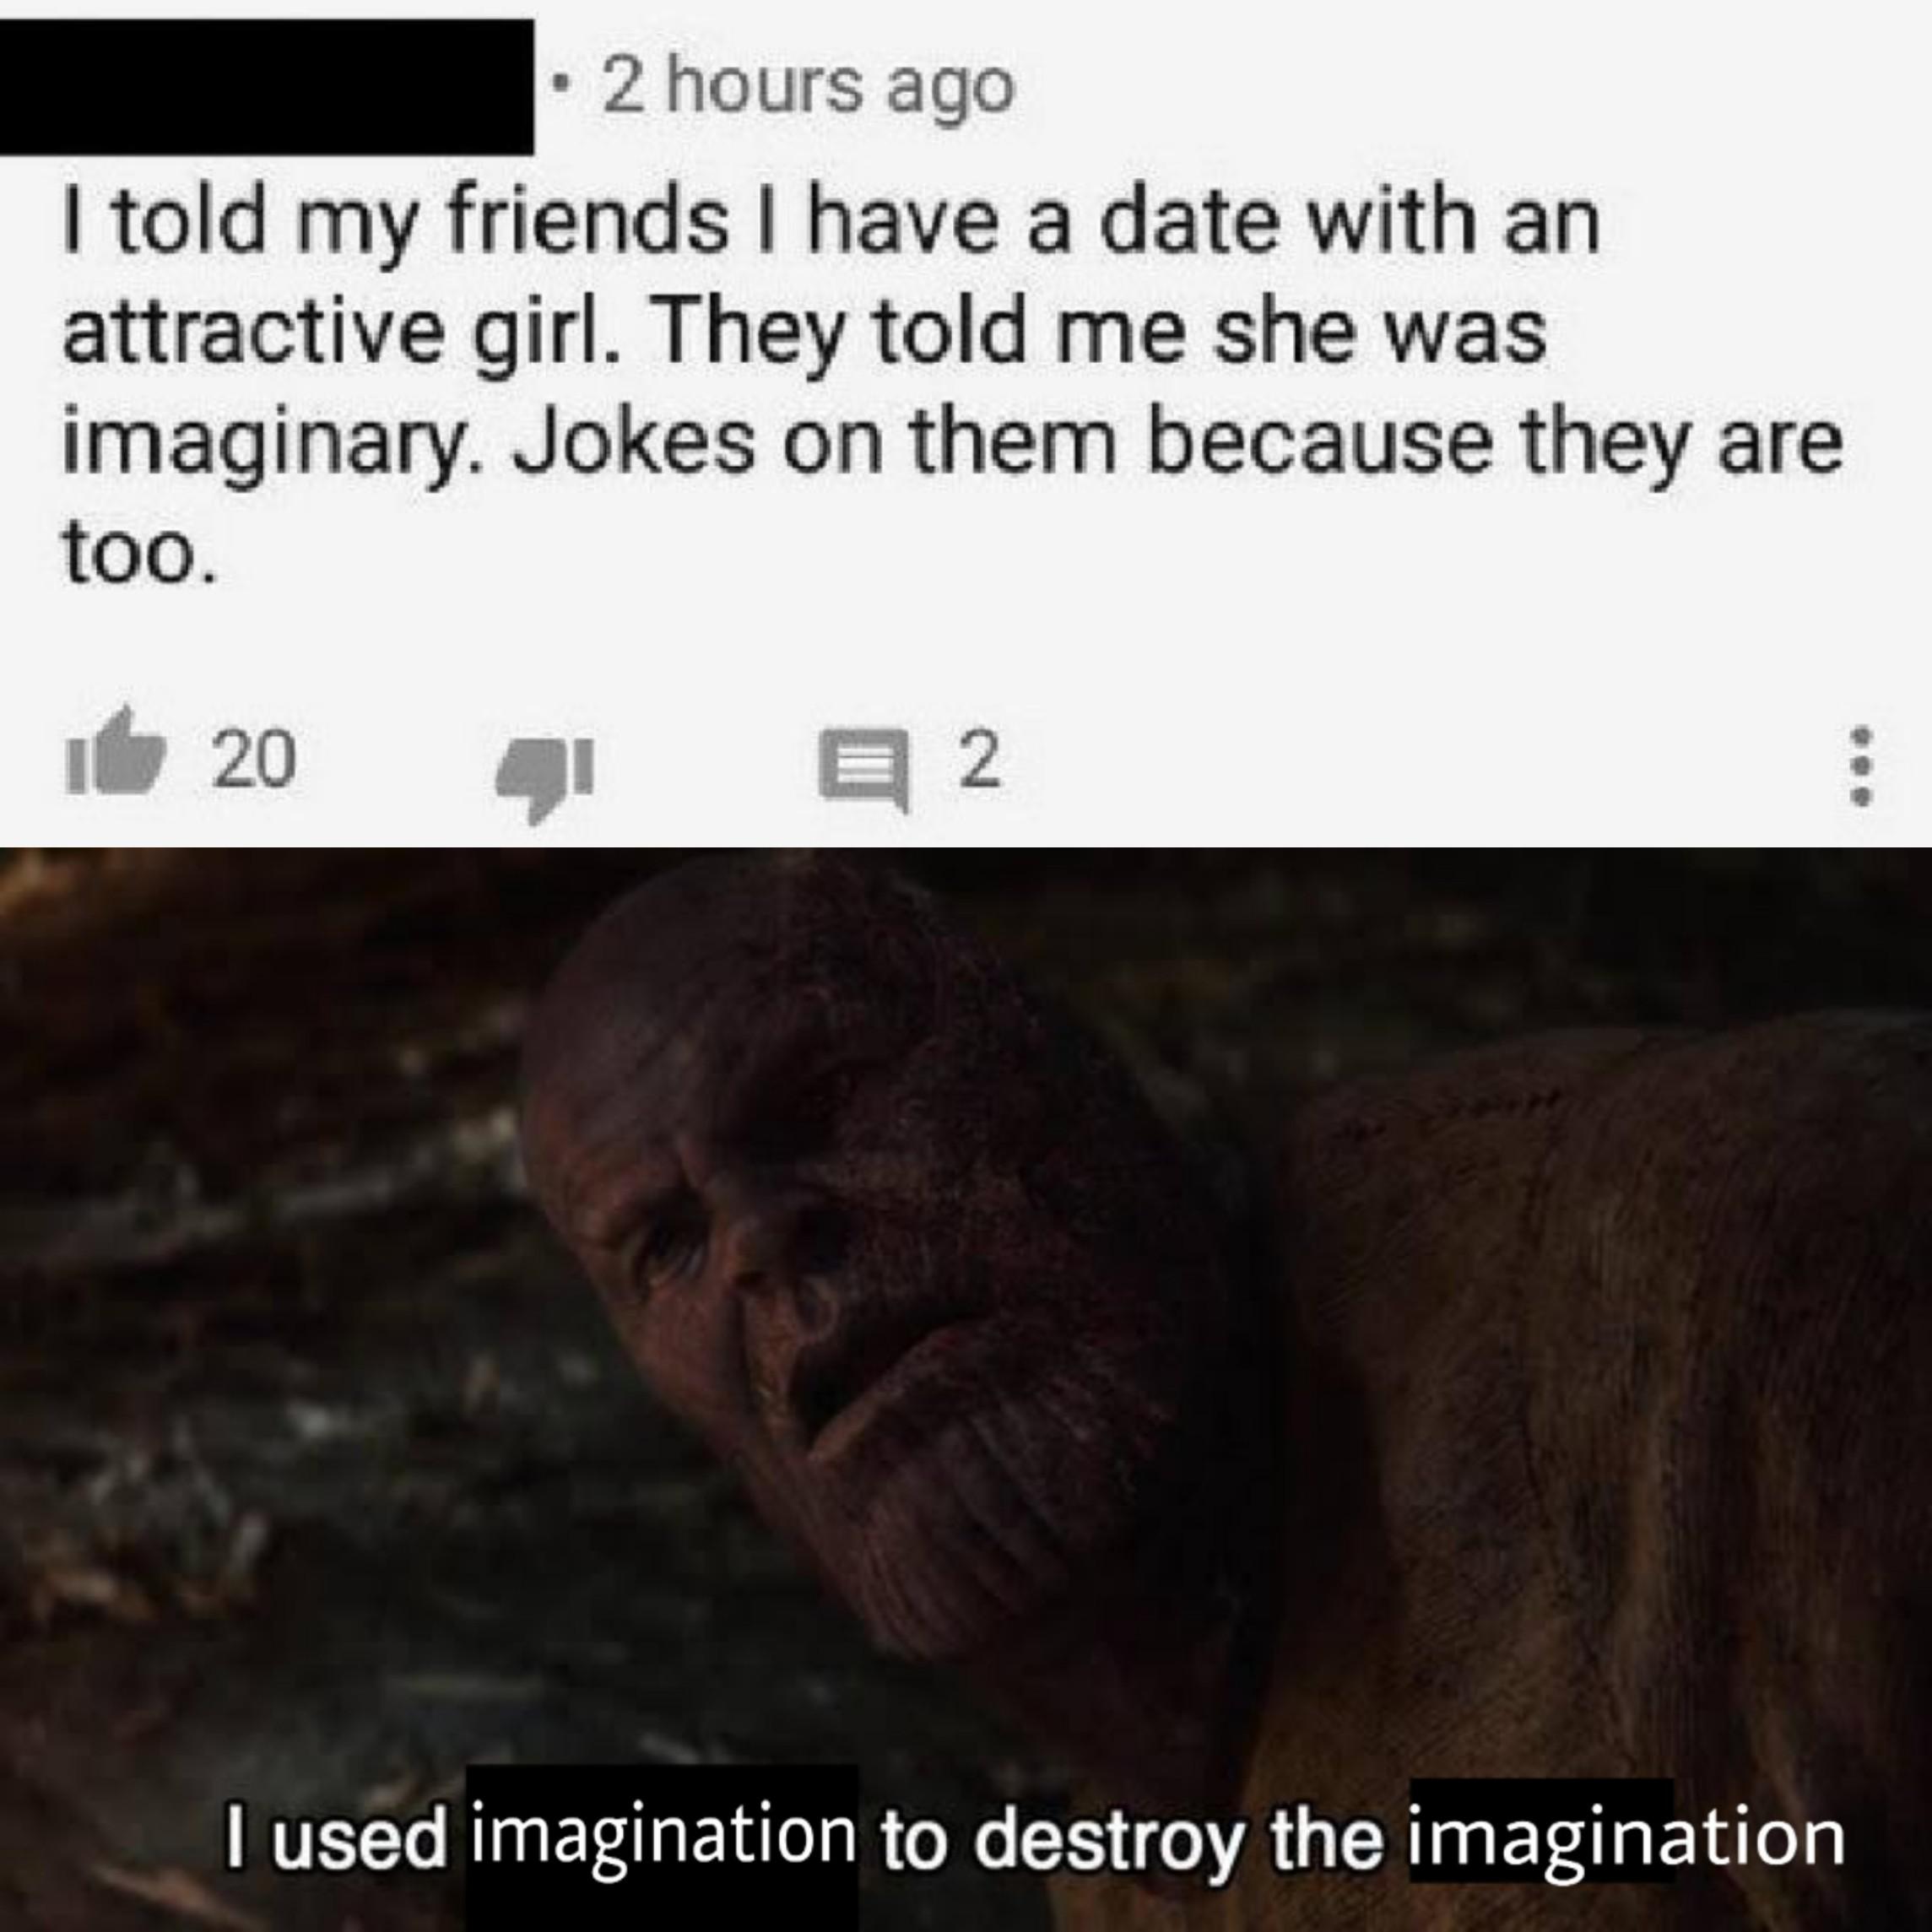 • 2 hours ago
I told my friends I have a date with an
attractive girl. They told me she was
imaginary. Jokes on them because they are
too.
20 2
I used imagination to destroy the imagination